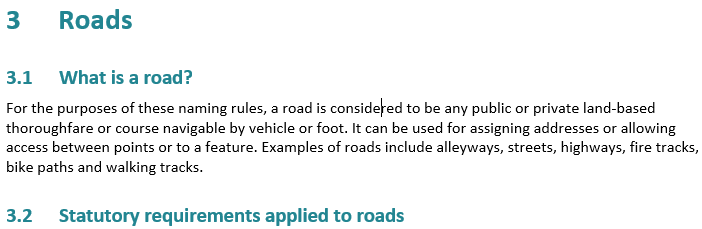 3 Roads
3.1 What is a road?
For the purposes of these naming rules, a road is considered to be any public or private land-based
thoroughfare or course navigable by vehicle or foot. It can be used for assigning addresses or allowing
access between points or to a feature. Examples of roads include alleyways, streets, highways, fire tracks,
bike paths and walking tracks.
3.2 Statutory requirements applied to roads